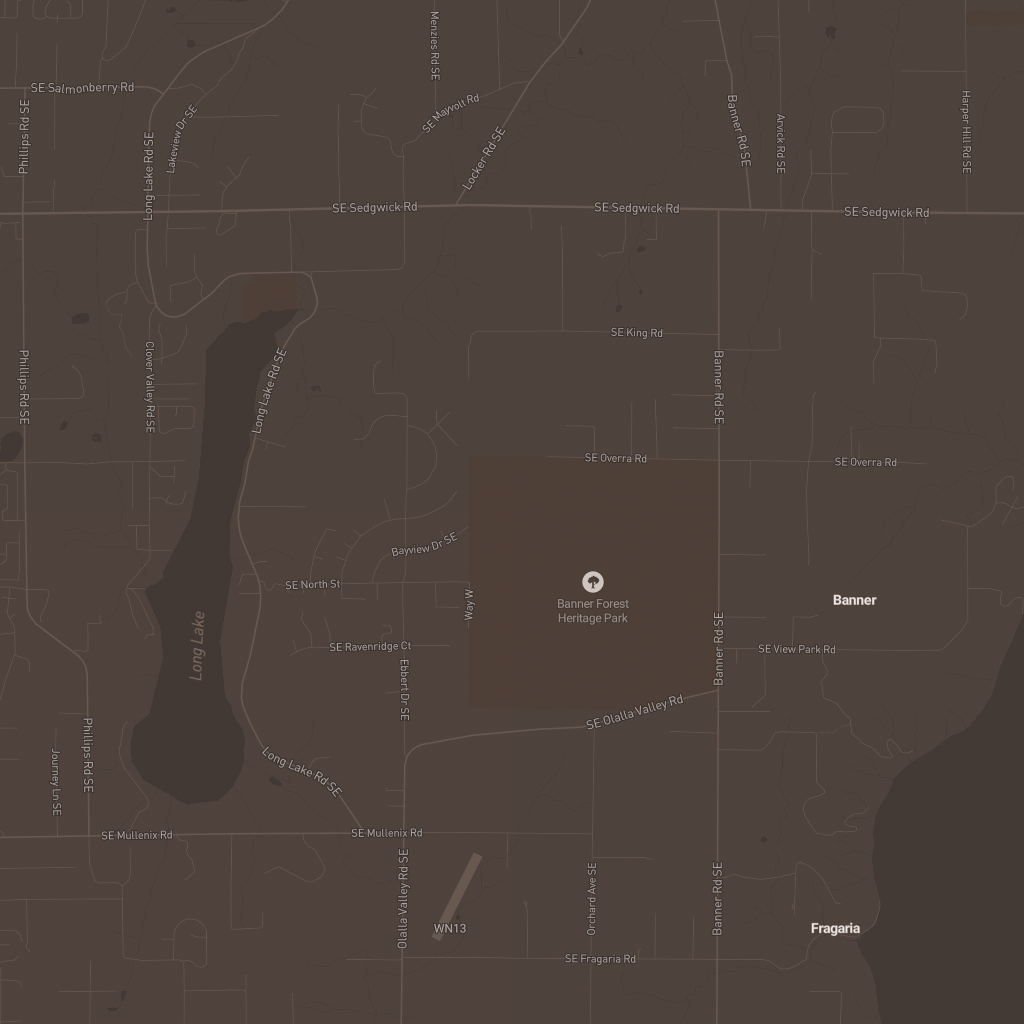 Menzies Rd SE
SE Salmonberry Rd
SE Mayvolt Rd
Phillips Rd SE
Lakeview Dr SE
Long Lake Rd SE
Locker Rd SE
Banner Rd SE
Arvick Rd SE
Harper Hill Rd SE
SE Sedgwick Rd
SE Sedgwick Rd
SE Sedgwick Rd
SE King Rd
Phillips Rd SE
Clover Valley Rd SE
Long Lake Rd SE
Banner Rd SE
SE Overra Rd
SE Overra Rd
Bayview Dr SE
SE North St
Way W
Banner Forest
Heritage Park
Banner
Long Lake
SE Ravenridge Ct
Banner Rd SE
SE View Park Rd
Ebbert Dr SE
SE Olalla Valley Rd
Phillips Rd SE
Journey Ln SE
Long Lake Rd SE
SE Mullenix Rd
SE Mullenix Rd
Olalla Valley Rd SE
WN13
Orchard Ave SE
Banner Rd SE
Fragaria
SE Fragaria Rd